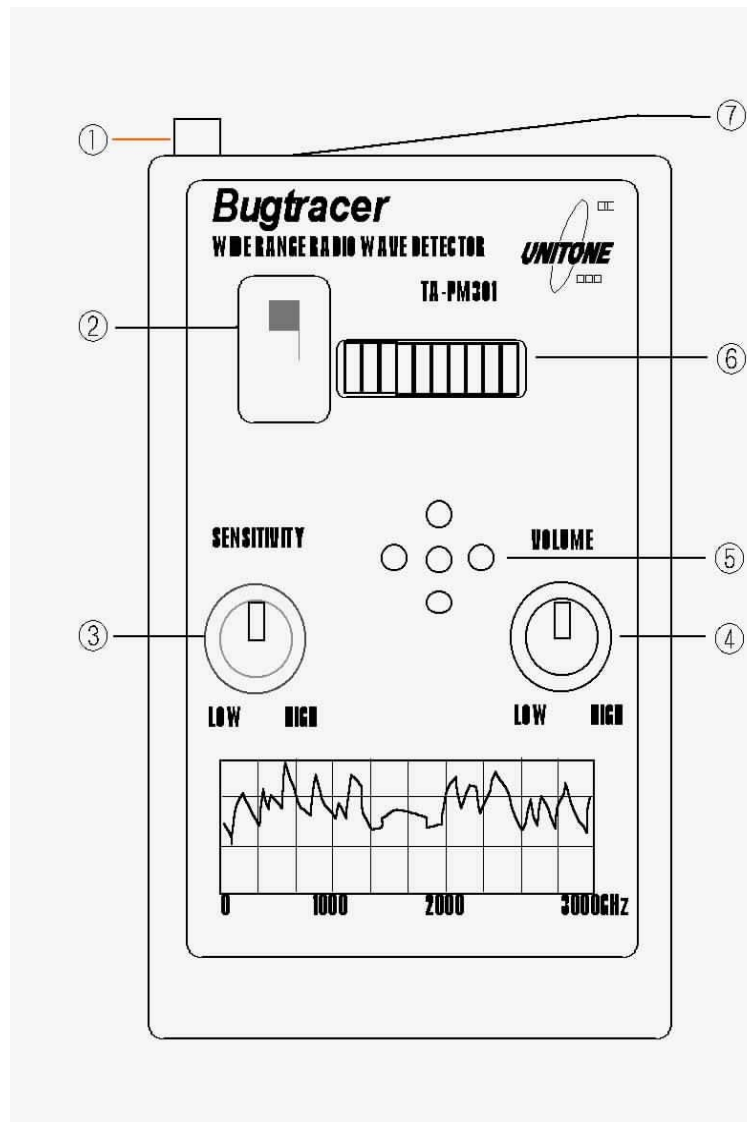 ①
⑦
Bugtracer
WIDE RANGE RADIO WAVE DETECTOR
UNITONE
TA-PM301
②
⑥
SENSITIVITY
VOLUME
⑤
③
④
LOW HIGH
LOW HIGH
0 1000 2000 3000GHz